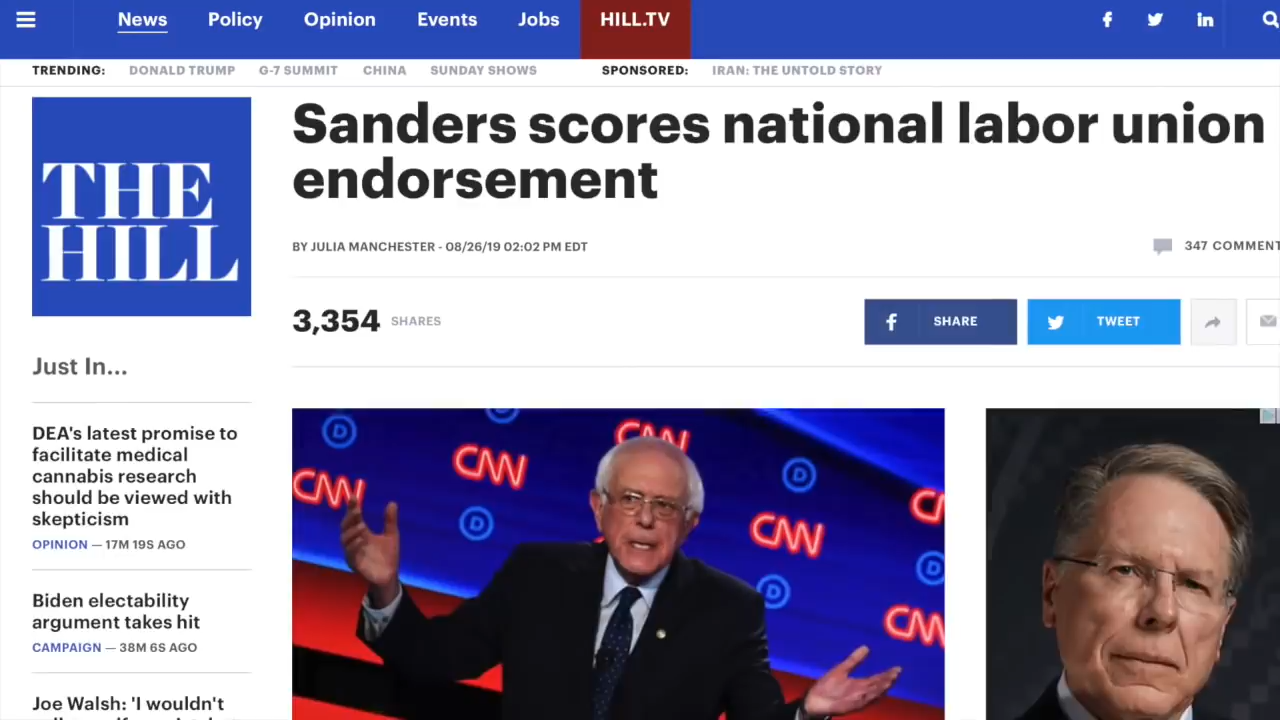 News Policy Opinion Events Jobs HILL.TV
TRENDING: DONALD TRUMP G-7 SUMMIT CHINA SUNDAY SHOWS SPONSORED: IRAN: THE UNTOLD STORY
THE
HILL
Sanders scores national labor union
endorsement
BY JULIA MANCHESTER - 08/26/19 02:02 PM EDT
347 COMMENT
3,354 SHARES
SHARE
TWEET
Just In...
DEA's latest promise to
facilitate medical
cannabis research
should be viewed with
skepticism
OPINION — 17M 19S AGO
Biden electability
argument takes hit
CAMPAIGN — 38M 6S AGO
Joe Walsh: 'I wouldn't
CNN
CNN
CNN
CNN
CNN